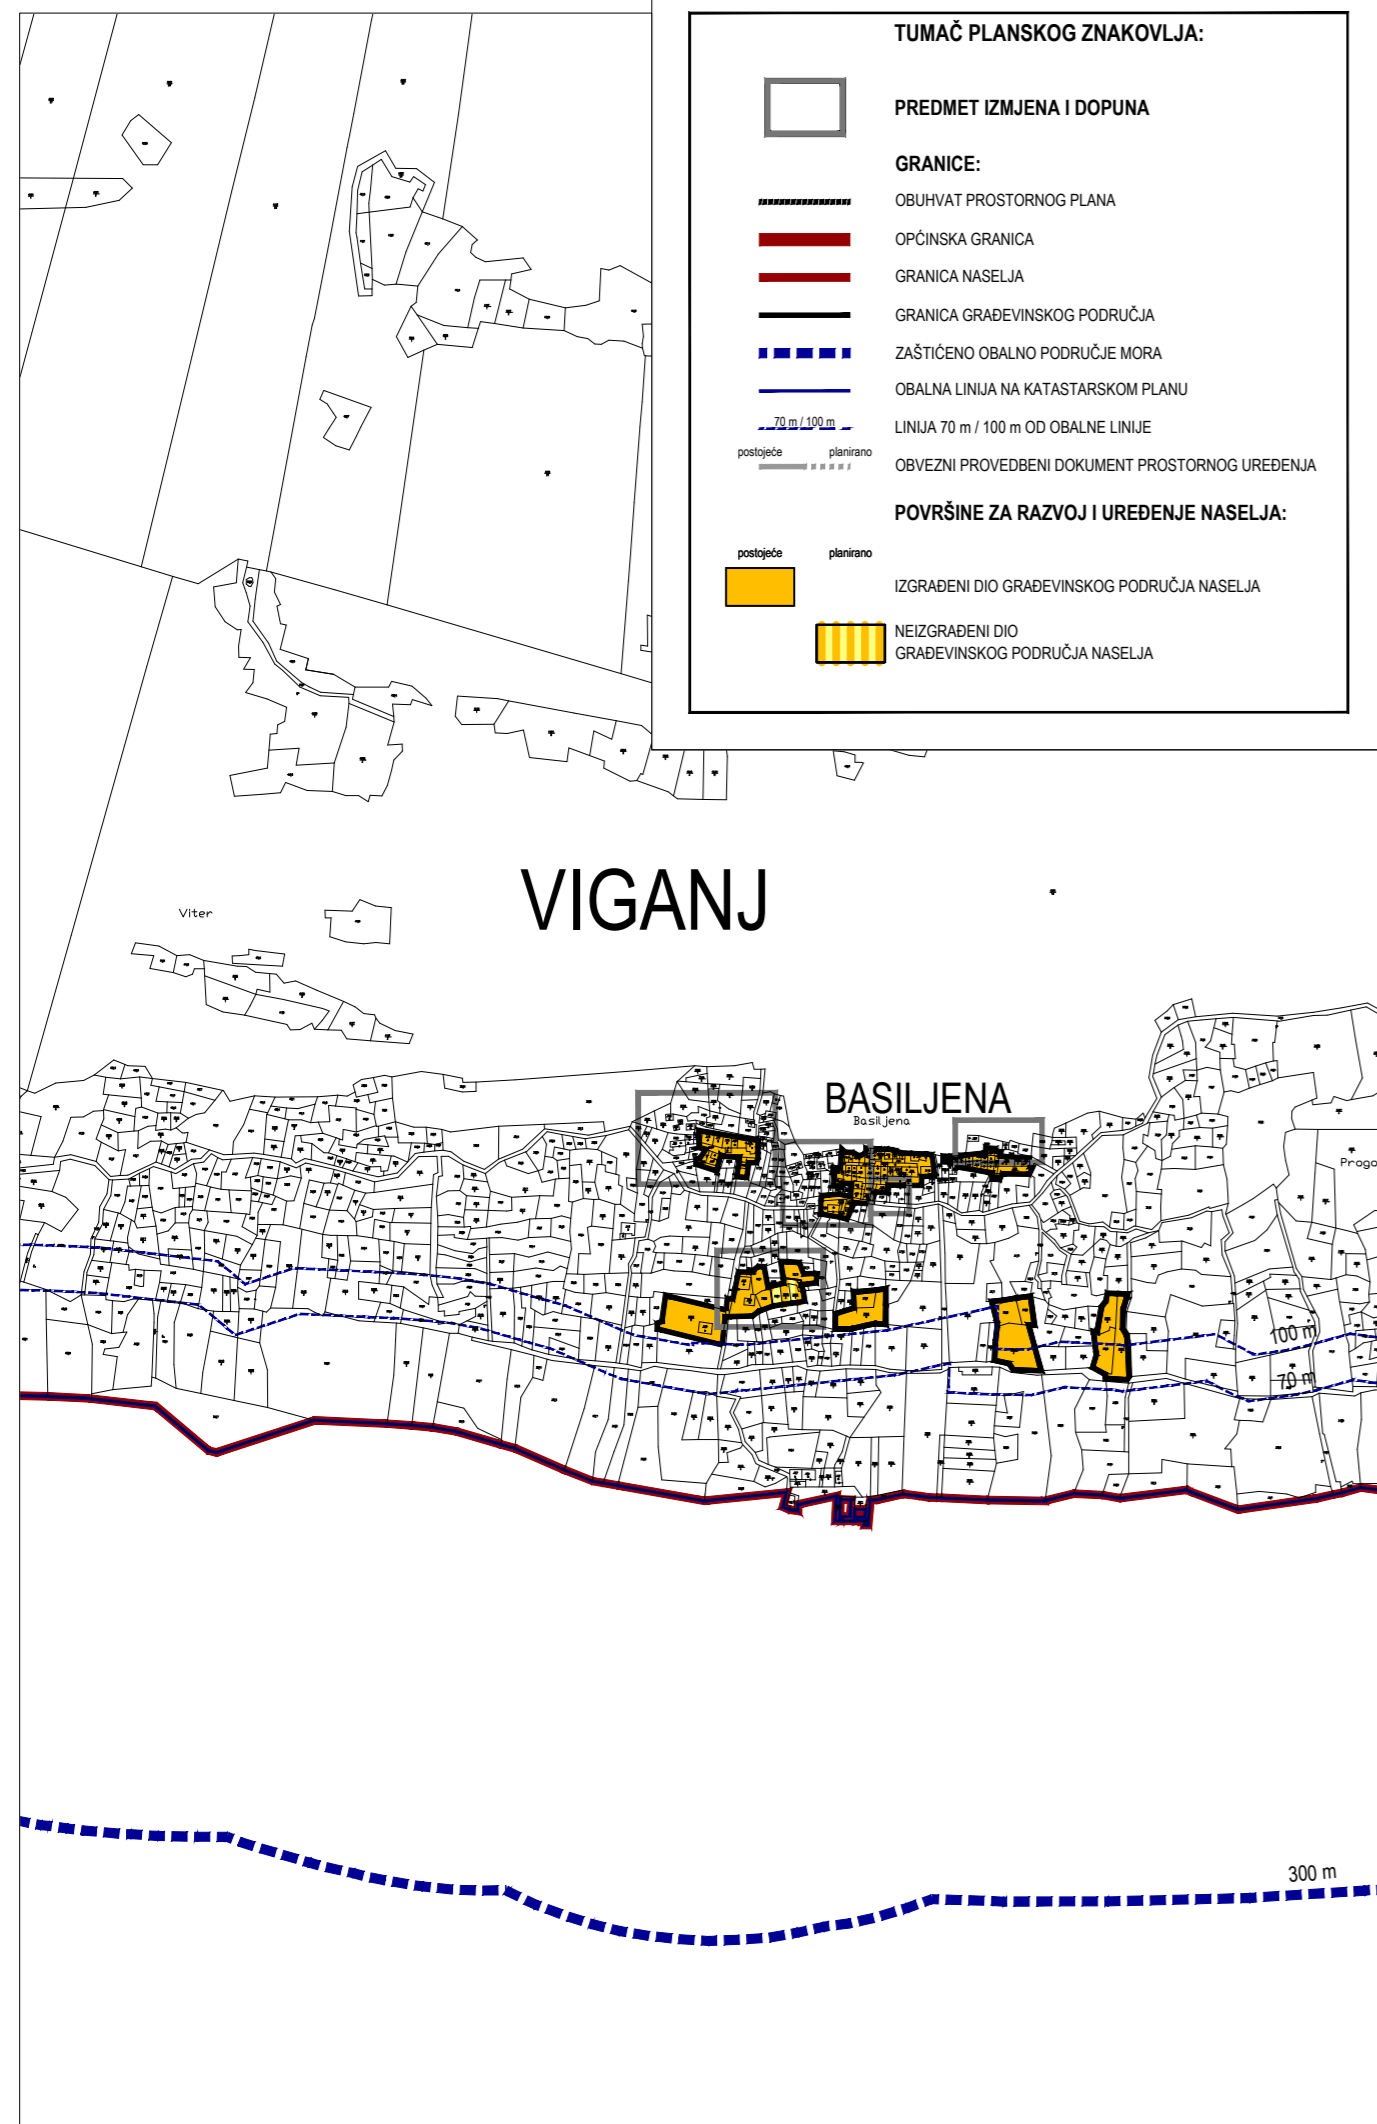 TUMAČ PLANSKOG ZNAKOVLJA:
PREDMET IZMJENA I DOPUNA
GRANICE:
OBUHVAT PROSTORNOG PLANA
OPĆINSKA GRANICA
GRANICA NASELJA
GRANICA GRAĐEVINSKOG PODRUČJA
ZAŠTIĆENO OBALNO PODRUČJE MORA
OBALNA LINIJA NA KATASTARSKOM PLANU
70 m / 100 m
LINIJA 70 m / 100 m OD OBALNE LINIJE
postojeće planirano
OBVEZNI PROVEDBENI DOKUMENT PROSTORNOG UREĐENJA
POVRŠINE ZA RAZVOJ I UREĐENJE NASELJA:
postojeće planirano
IZGRAĐENI DIO GRAĐEVINSKOG PODRUČJA NASELJA
NEIZGRAĐENI DIO
GRAĐEVINSKOG PODRUČJA NASELJA
VIGANJ
Viter
BASILJENA
Basiljena
Progo
100 m
70 m
300 m